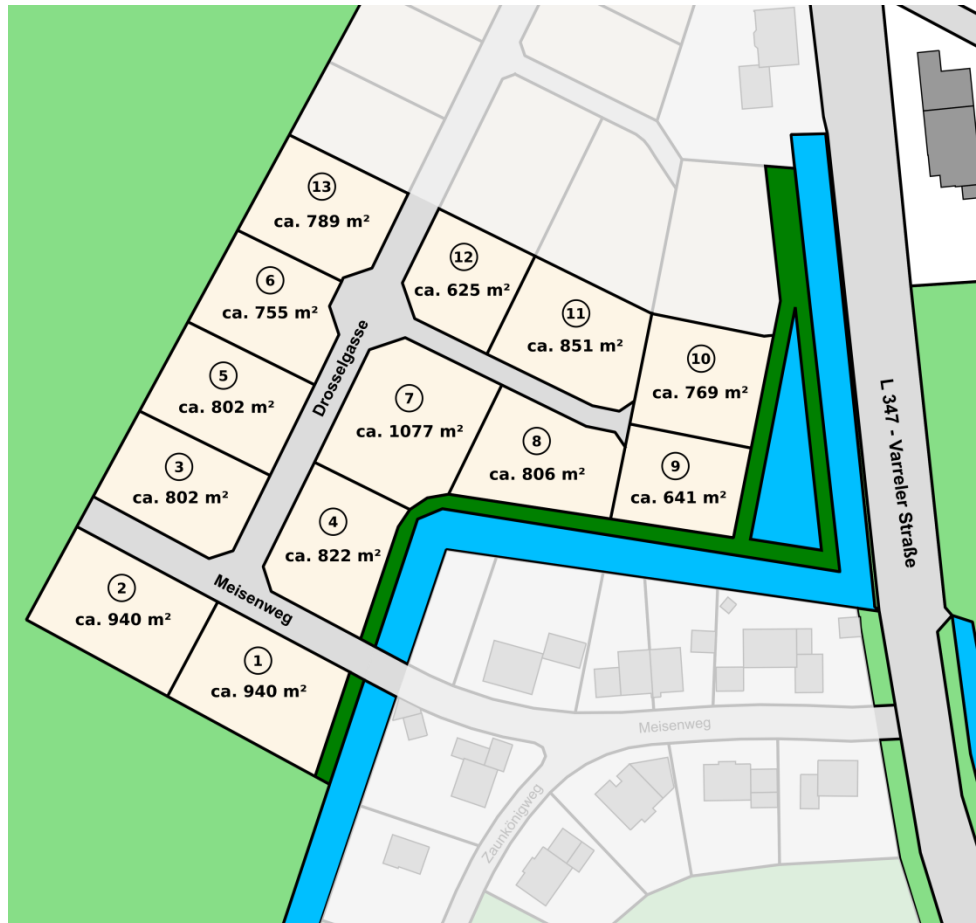 13
ca. 789 m²
12
ca. 625 m²
6
ca. 755 m²
11
ca. 851 m²
10
ca. 769 m²
Drosselgasse
5
ca. 802 m²
7
ca. 1077 m²
8
ca. 806 m²
3
ca. 802 m²
9
ca. 641 m²
L 347 - Varreler Straße
4
ca. 822 m²
2
ca. 940 m²
Meisenweg
1
ca. 940 m²
Meisenweg
Zaunkönigweg